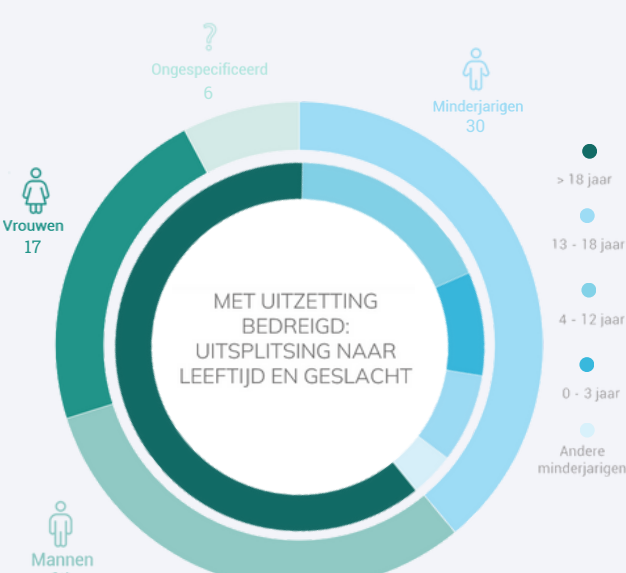 ?
Ongespecificeerd
6
Minderjarigen
30
> 18 jaar
Vrouwen
17
13 - 18 jaar
MET UITZETTING
BEDREIGD:
UITSPLITSING NAAR
LEEFTIJD EN GESLACHT
4 - 12 jaar
0 - 3 jaar
Andere
minderjarigen
Mannen